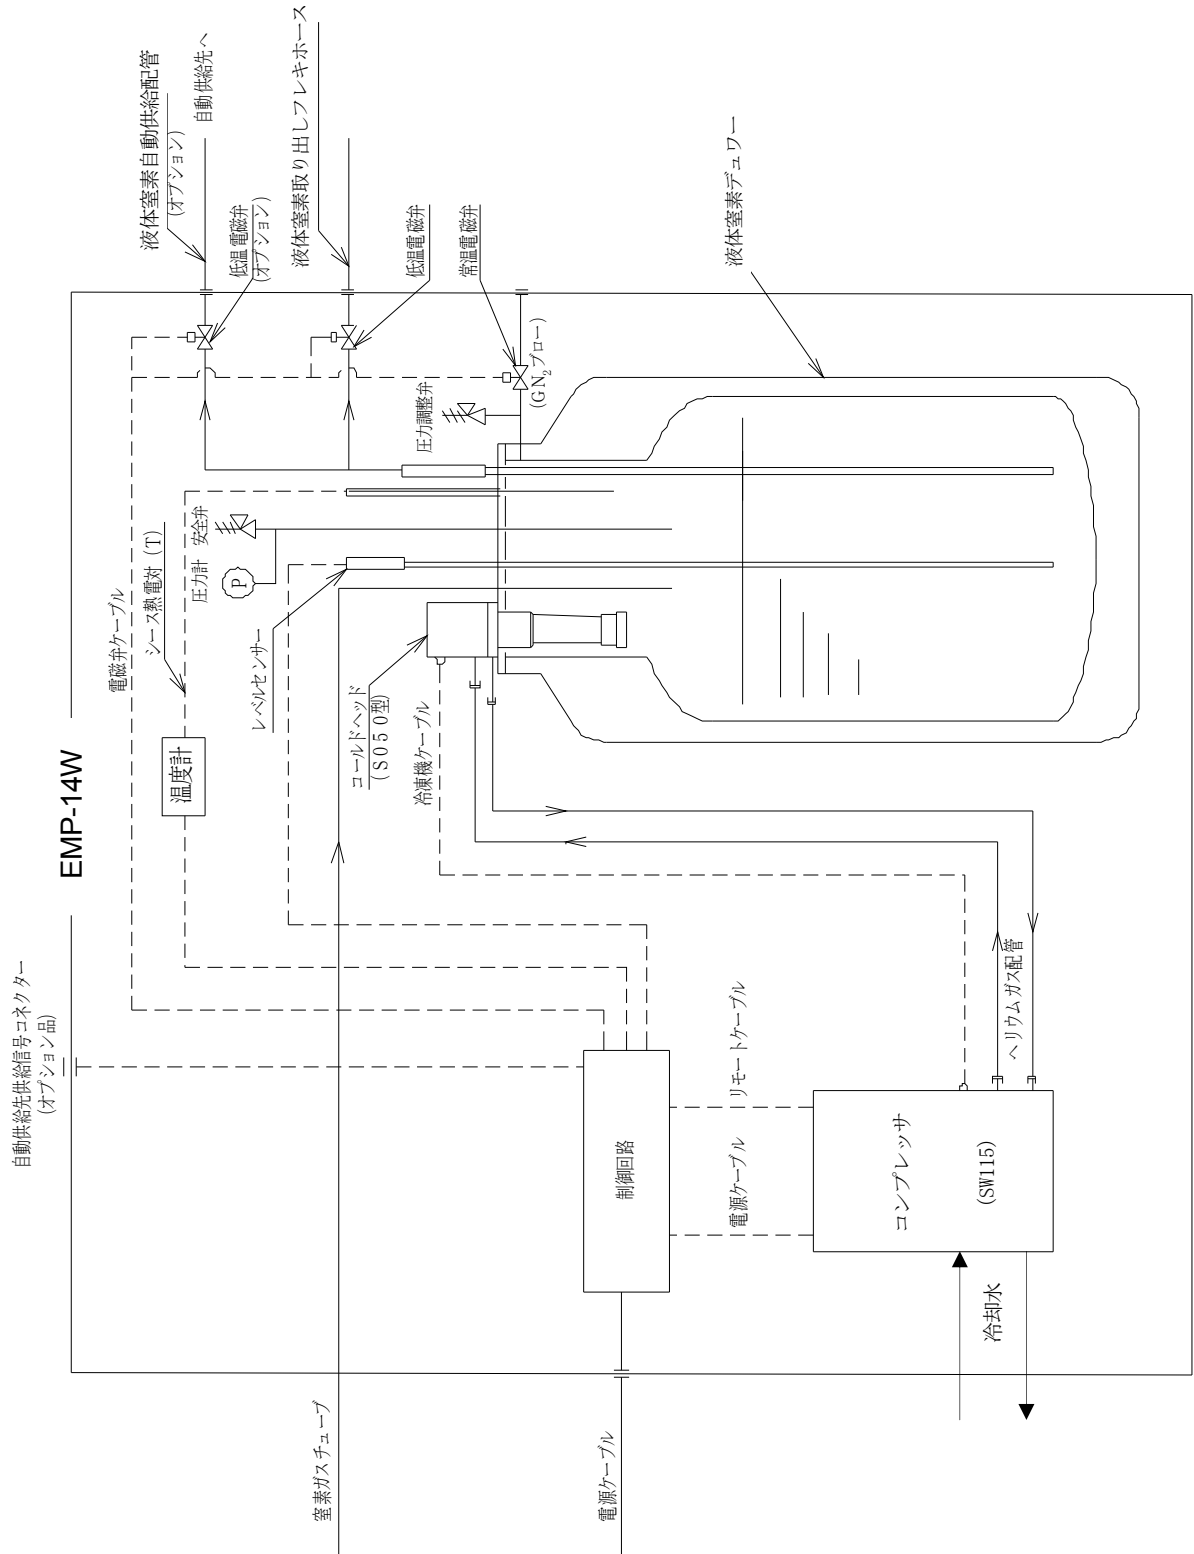 EMP-14W
自動供給先供給信号コネクター
(オプション品)
電磁弁ケーブル
シース熱電対 (T)
圧力計
安全弁
P
温度計
レベルセンサー
コールドヘッド
(S050型)
冷凍機ケーブル
液体窒素自動供給配管
(オプション)
自動供給先へ
低温電磁弁
(オプション)
液体窒素取り出しフレキホース
低温電磁弁
常温電磁弁
圧力調整弁
(GN2ブロー)
液体窒素デュワー
制御回路
リモートケーブル
電源ケーブル
ヘリウムガス配管
コンプレッサ
(SW115)
冷却水
窒素ガスチューブ
電源ケーブル